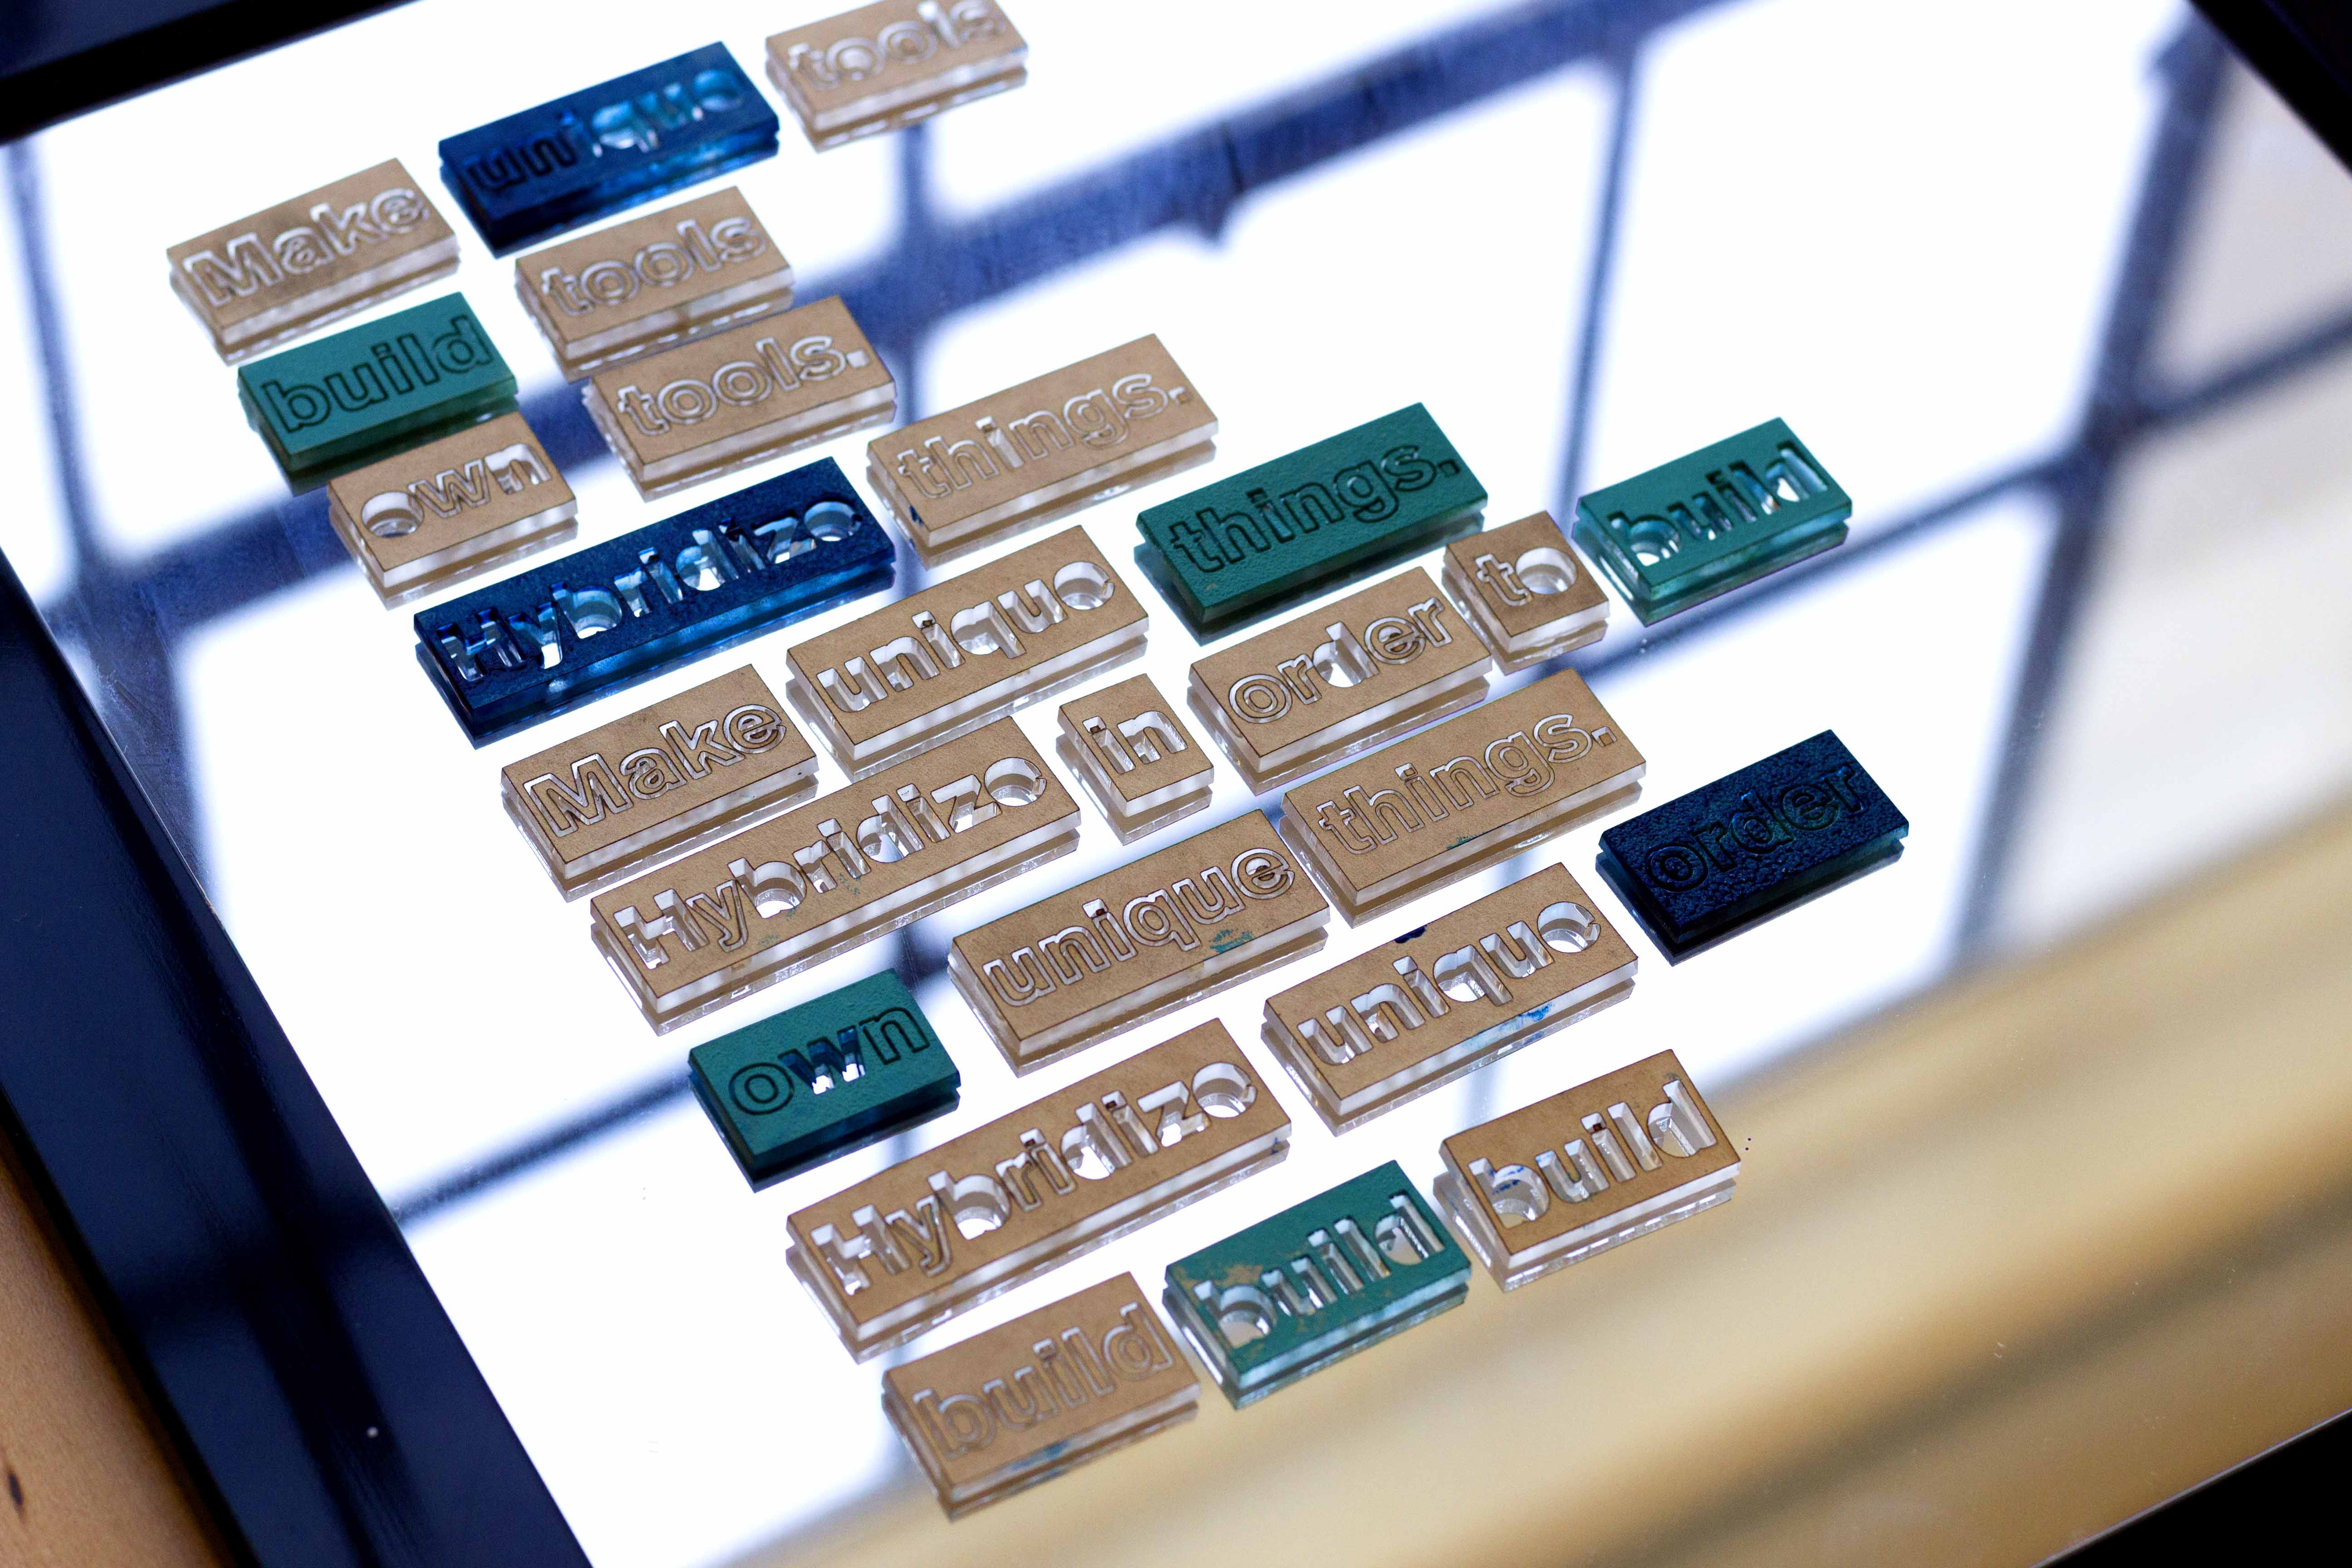 tools
unique
Make
tools
build
tools.
own
things.
Hybridize
things.
build
unique
to
order
Make
in
Hybridize
things.
order
unique
unique
own
Hybridize
build
build
build